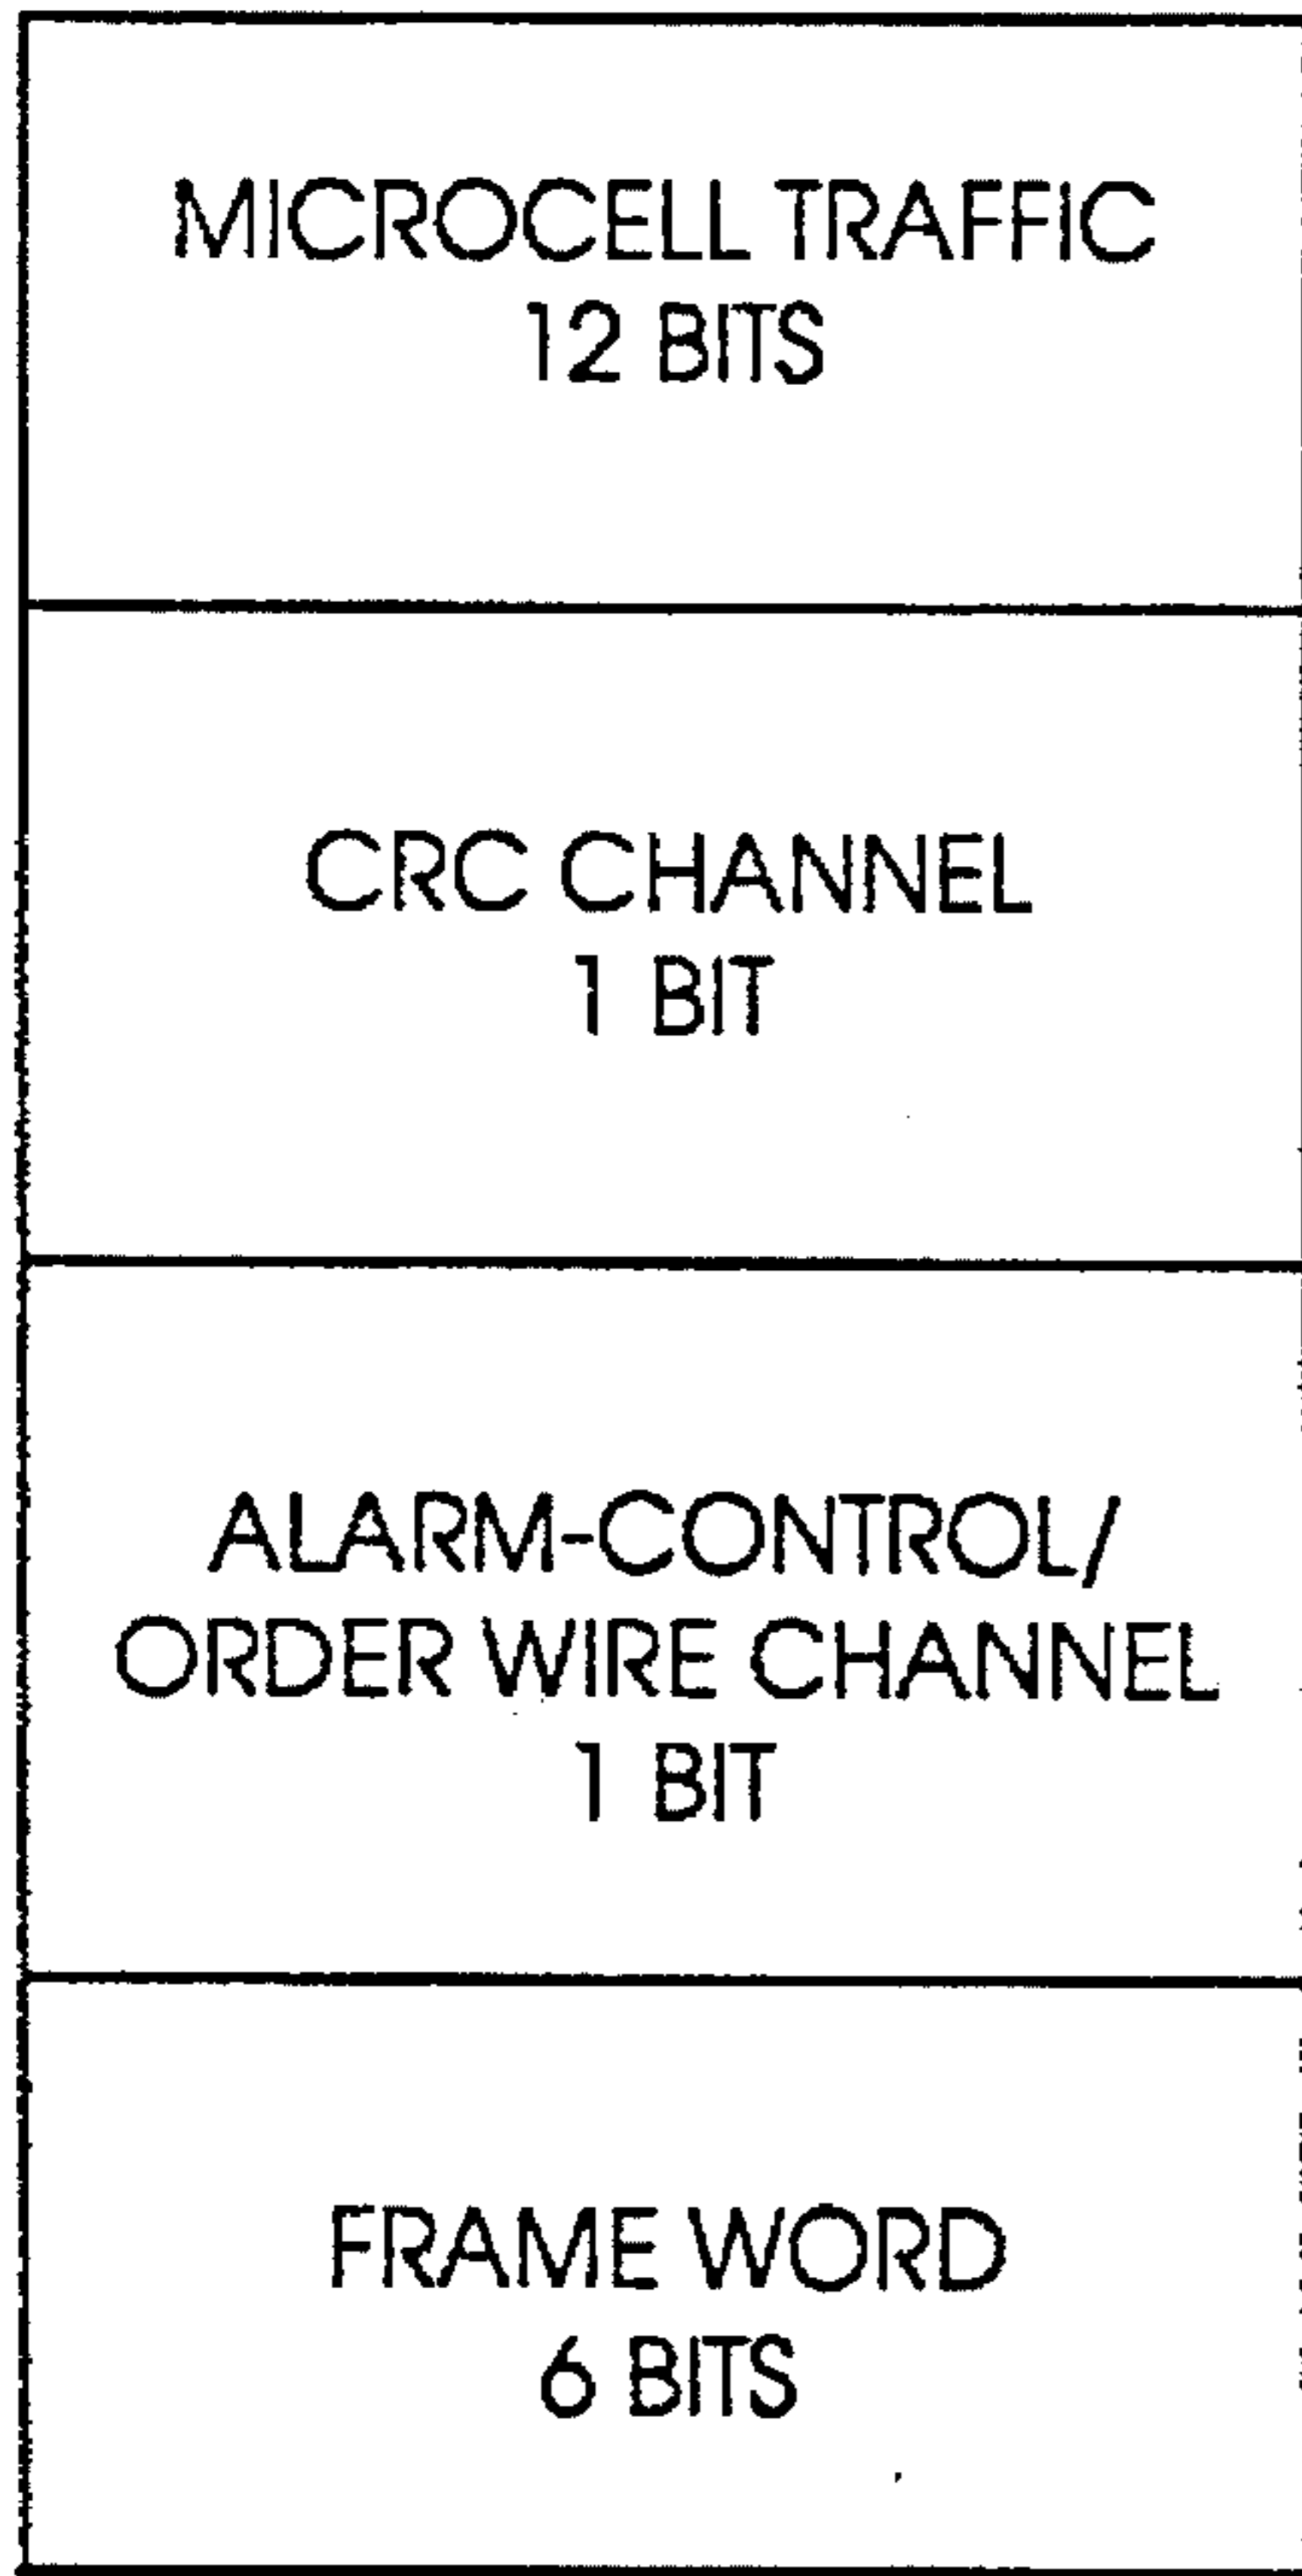 MICROCELL TRAFFIC
12 BITS
CRC CHANNEL
1 BIT
ALARM-CONTROL/
ORDER WIRE CHANNEL
1 BIT
FRAME WORD
6 BITS